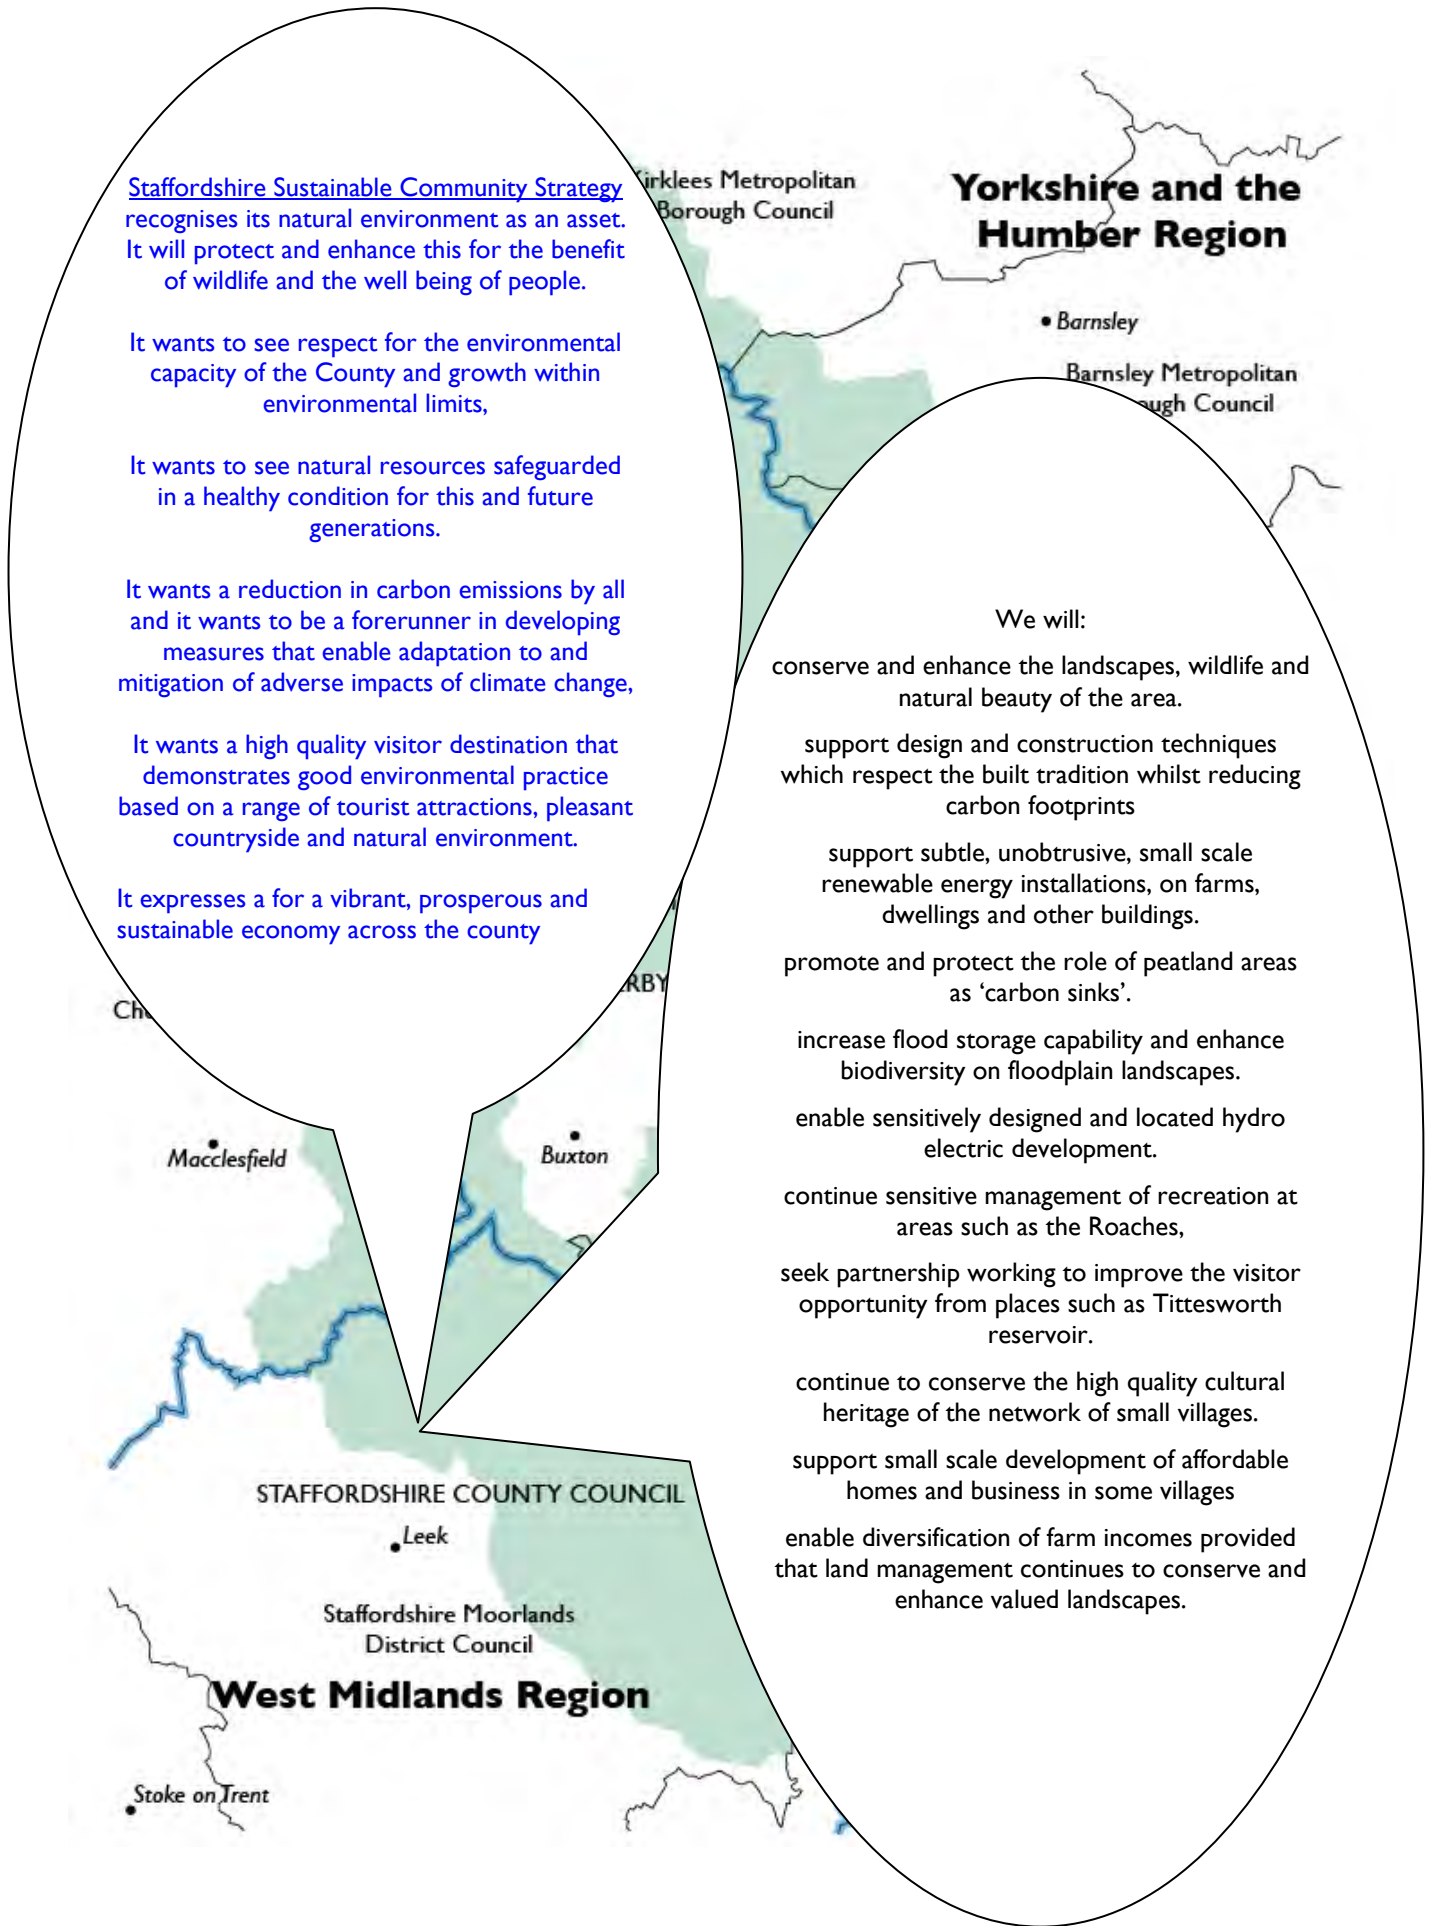 Staffordshire Sustainable Community Strategy
recognises its natural environment as an asset.
It will protect and enhance this for the benefit
of wildlife and the well being of people.
It wants to see respect for the environmental
capacity of the County and growth within
environmental limits,
It wants to see natural resources safeguarded
in a healthy condition for this and future
generations.
It wants a reduction in carbon emissions by all
and it wants to be a forerunner in developing
measures that enable adaptation to and
mitigation of adverse impacts of climate change,
It wants a high quality visitor destination that
demonstrates good environmental practice
based on a range of tourist attractions, pleasant
countryside and natural environment.
It expresses a for a vibrant, prosperous and
sustainable economy across the county
irklees Metropolitan
Borough Council
Yorkshire and the
Humber Region
Barnsley
Barnsley Metropolitan
ough Council
We will:
conserve and enhance the landscapes, wildlife and
natural beauty of the area.
support design and construction techniques
which respect the built tradition whilst reducing
carbon footprints
support subtle, unobtrusive, small scale
renewable energy installations, on farms,
dwellings and other buildings.
promote and protect the role of peatland areas
as ‘carbon sinks’.
increase flood storage capability and enhance
biodiversity on floodplain landscapes.
enable sensitively designed and located hydro
electric development.
continue sensitive management of recreation at
areas such as the Roaches,
seek partnership working to improve the visitor
opportunity from places such as Tittesworth
reservoir.
continue to conserve the high quality cultural
heritage of the network of small villages.
support small scale development of affordable
homes and business in some villages
enable diversification of farm incomes provided
that land management continues to conserve and
enhance valued landscapes.
RBY
Ch
Macclesfield
Buxton
STAFFORDSHIRE COUNTY COUNCIL
Leek
Staffordshire Moorlands
District Council
West Midlands Region
Stoke on Trent